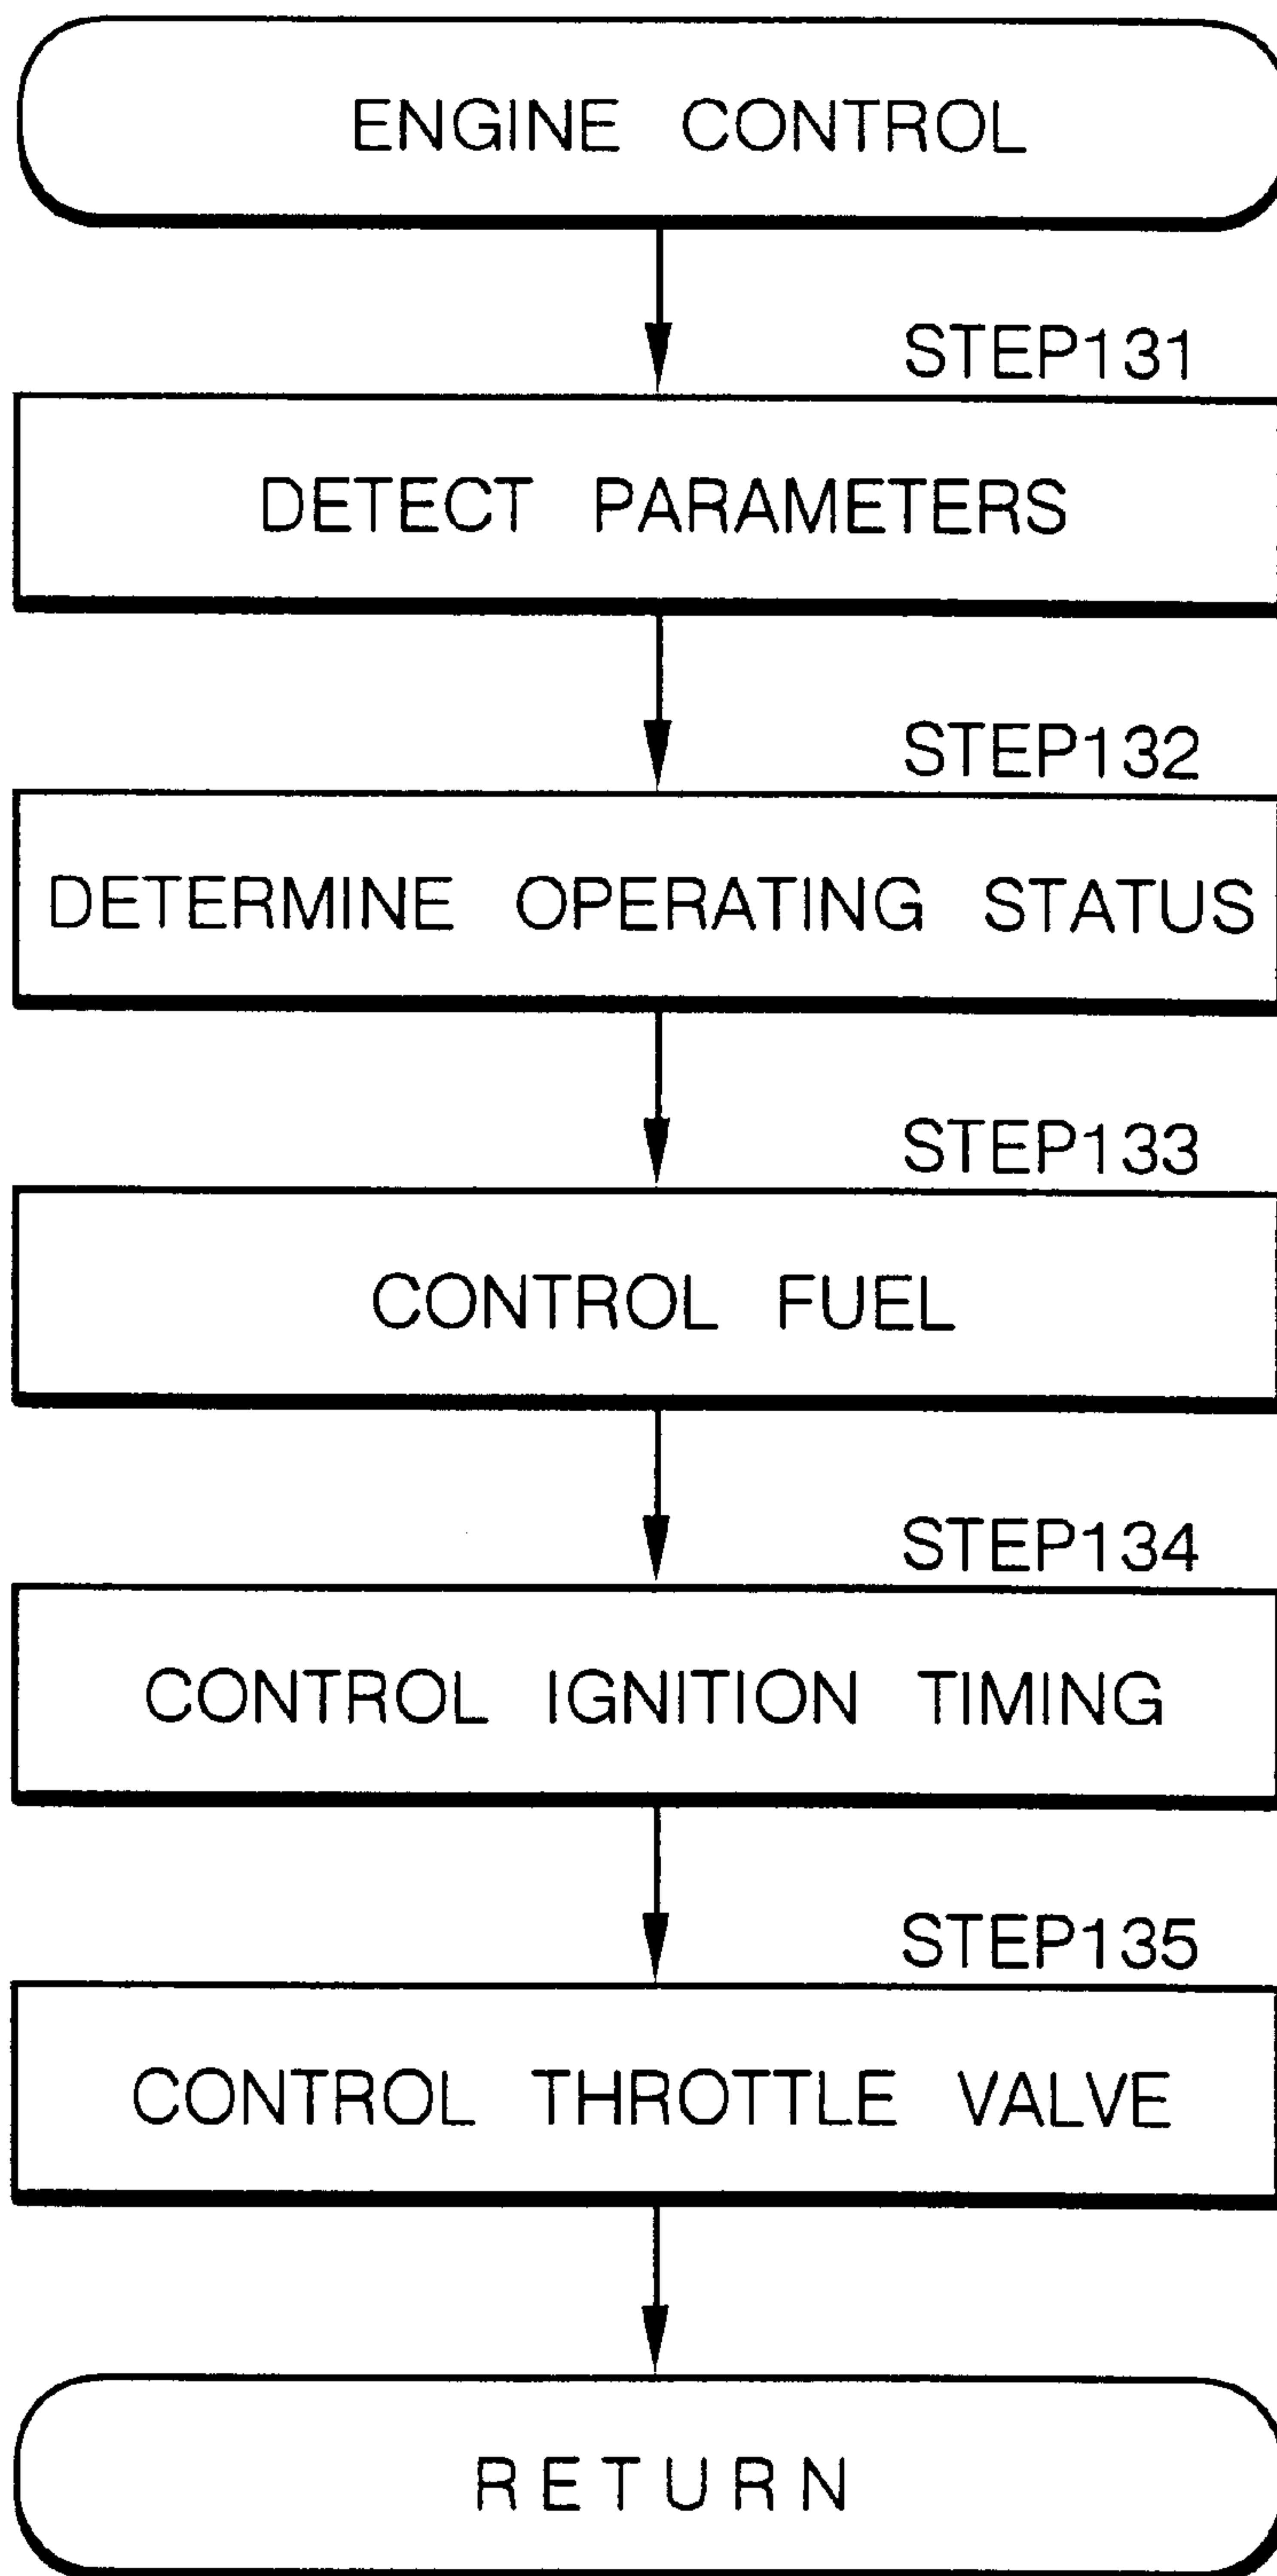 ENGINE CONTROL
STEP131
DETECT PARAMETERS
STEP132
DETERMINE OPERATING STATUS
STEP133
CONTROL FUEL
STEP134
CONTROL IGNITION TIMING
STEP135
CONTROL THROTTLE VALVE
RETURN